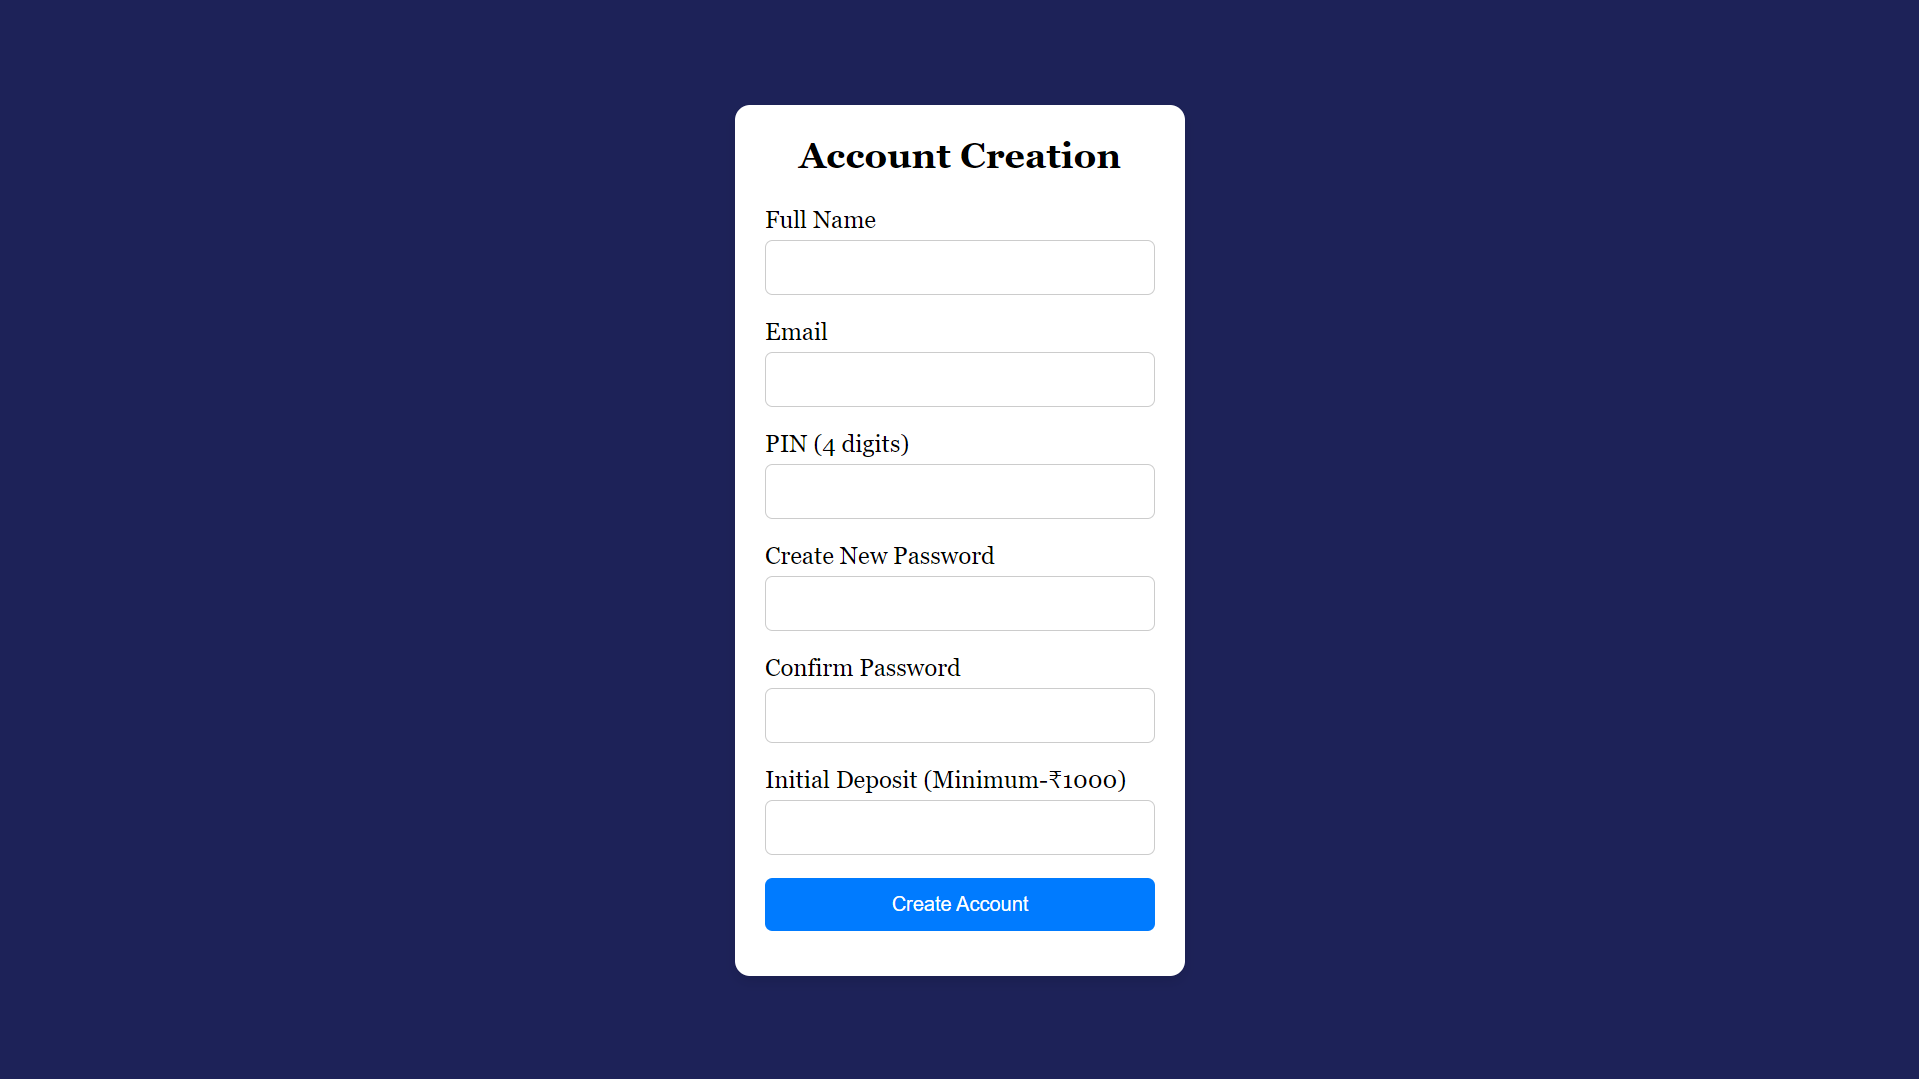 Account Creation
Full Name
Email
PIN (4 digits)
Create New Password
Confirm Password
Initial Deposit (Minimum-₹1000)
Create Account